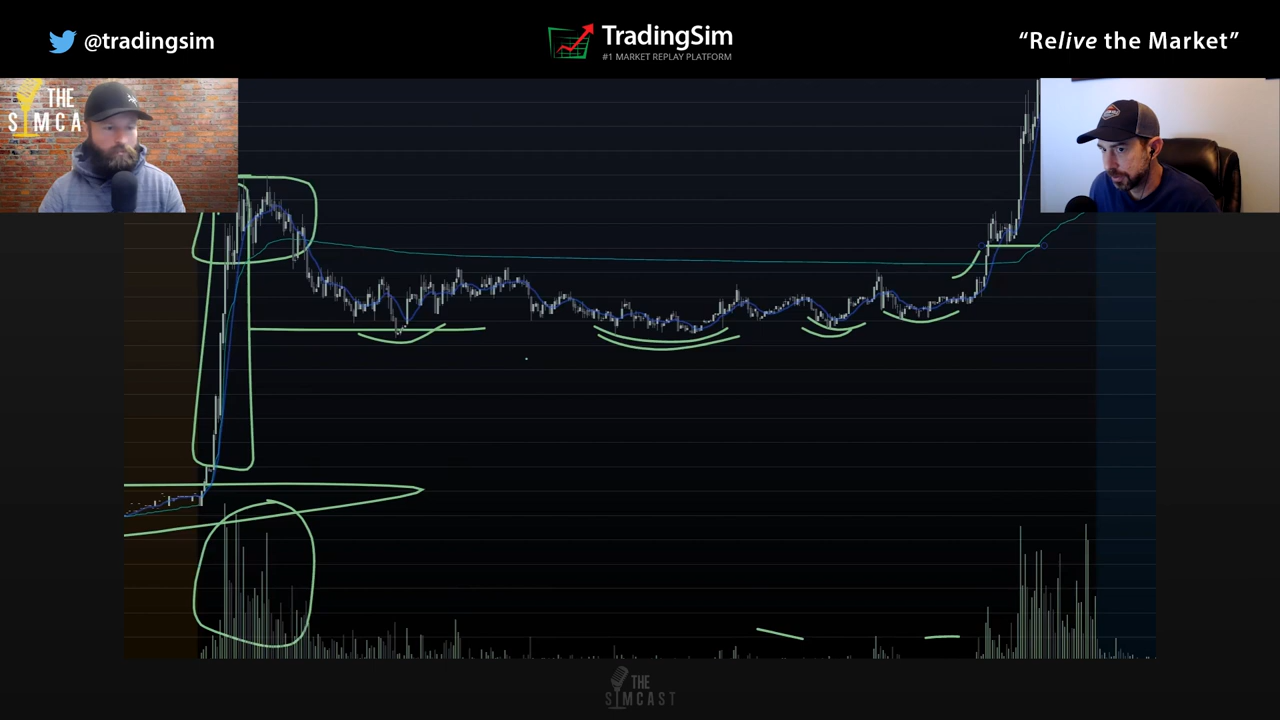 @tradingsim
TradingSim
#1 MARKET REPLAY PLATFORM
“Relive the Market”
THE
SIMCA
THE
SIMCAST